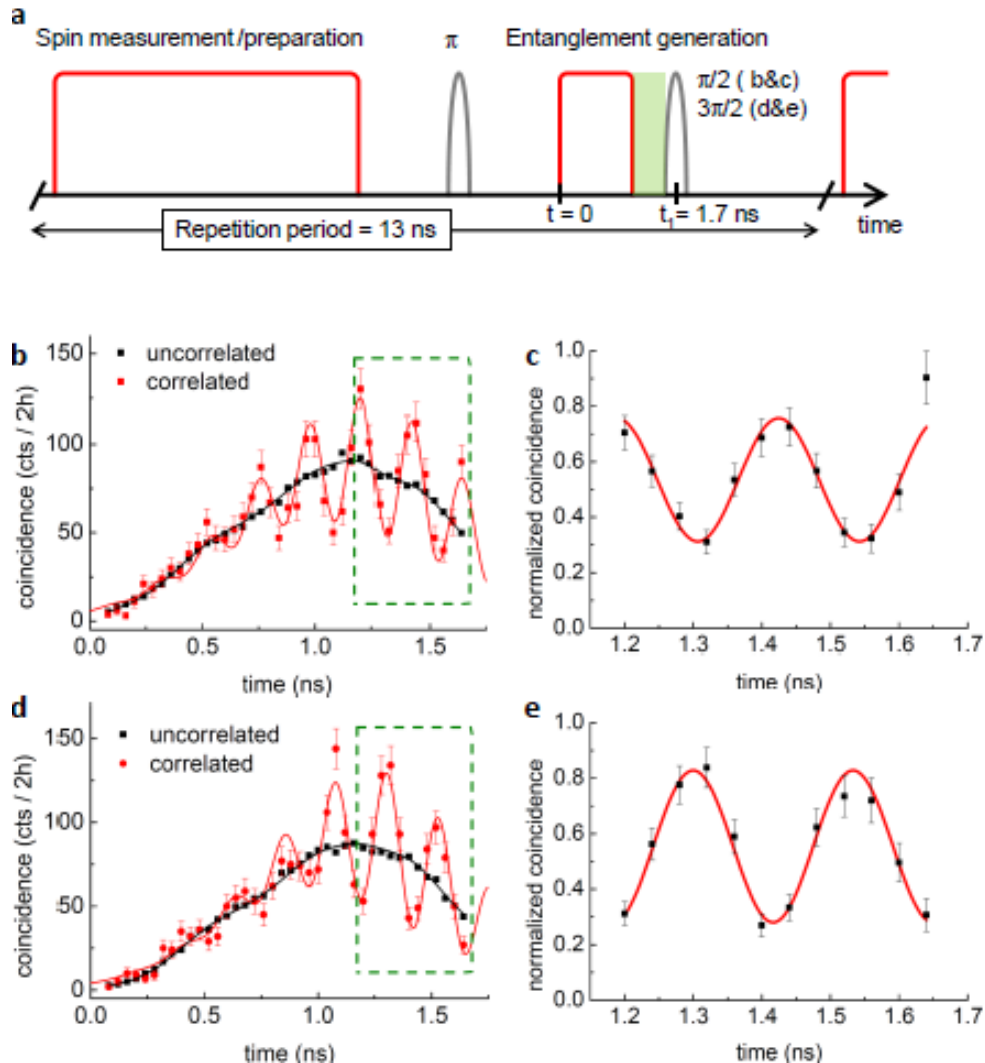 a
Spin measurement/preparation
π
Entanglement generation
π/2 ( b&c)
3π/2 (d&e)
t = 0
t1 = 1.7 ns
Repetition period = 13 ns
time
b
150
100
50
0
coincidence (cts / 2h)
uncorrelated
correlated
0.0 0.5 1.0 1.5
time (ns)
c
1.0
0.8
0.6
0.4
0.2
0.0
normalized coincidence
1.2 1.3 1.4 1.5 1.6 1.7
time (ns)
d
150
100
50
0
coincidence (cts / 2h)
uncorrelated
correlated
0.0 0.5 1.0 1.5
time (ns)
e
1.0
0.8
0.6
0.4
0.2
0.0
normalized coincidence
1.2 1.3 1.4 1.5 1.6 1.7
time (ns)